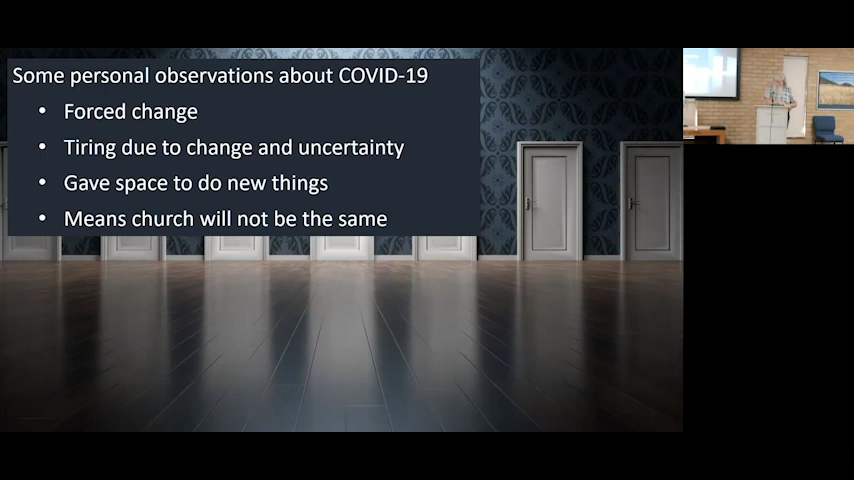 Some personal observations about COVID-19
• Forced change
• Tiring due to change and uncertainty
• Gave space to do new things
• Means church will not be the same